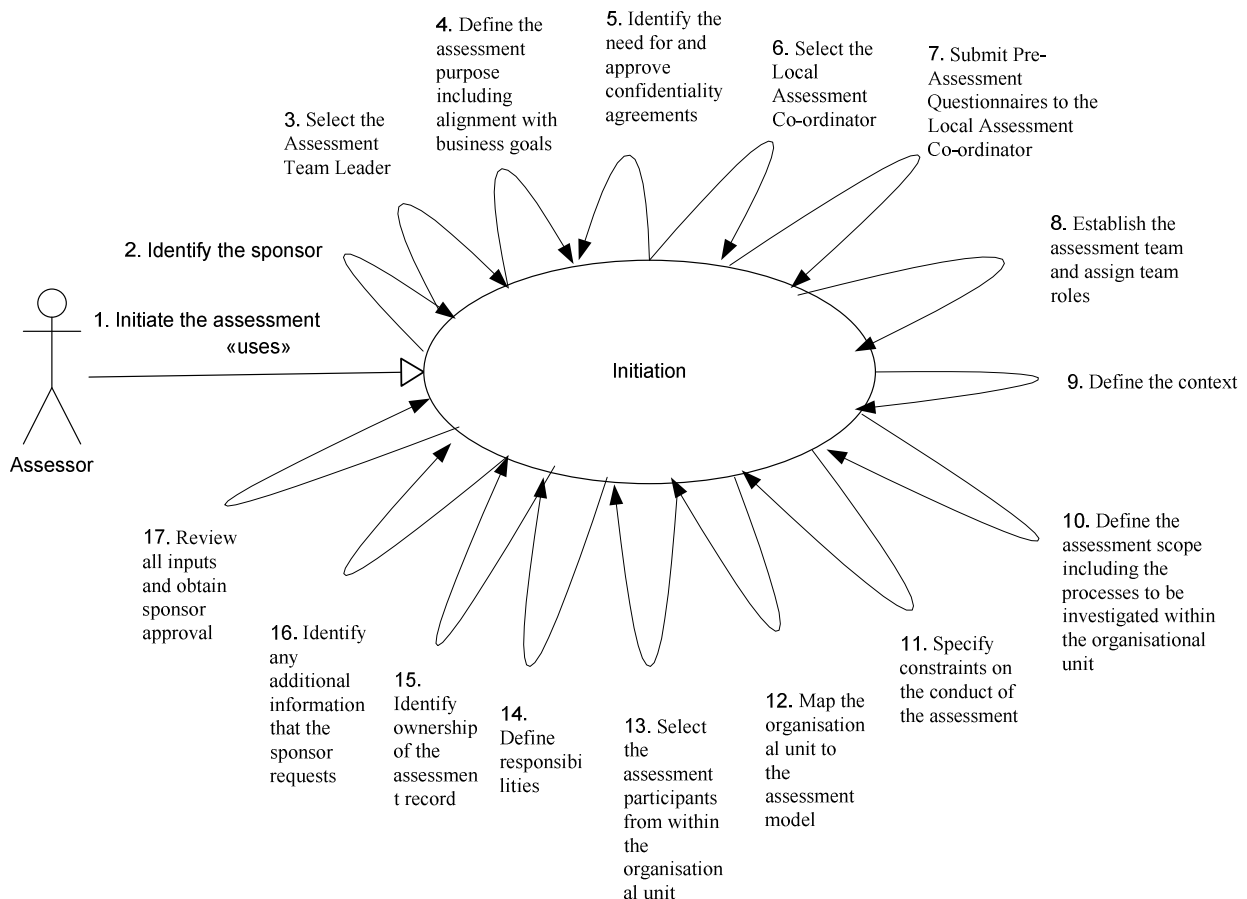 1. Initiate the assessment
«uses»
Assessor
Initiation
2. Identify the sponsor
3. Select the
Assessment
Team Leader
4. Define the
assessment
purpose
including
alignment with
business goals
5. Identify the
need for and
approve
confidentiality
agreements
6. Select the
Local
Assessment
Co-ordinator
7. Submit Pre-
Assessment
Questionnaires to the
Local Assessment
Co-ordinator
8. Establish the
assessment team
and assign team
roles
9. Define the context
10. Define the
assessment scope
including the
processes to be
investigated within
the organisational
unit
11. Specify
constraints on
the conduct of
the assessment
12. Map the
organisation
al unit to
the
assessment
model
13. Select
the
assessment
participants
from within
the
organisation
al unit
14.
Define
responsibi
lities
15.
Identify
ownership
of the
assessmen
t record
16. Identify
any
additional
information
that the
sponsor
requests
17. Review
all inputs
and obtain
sponsor
approval